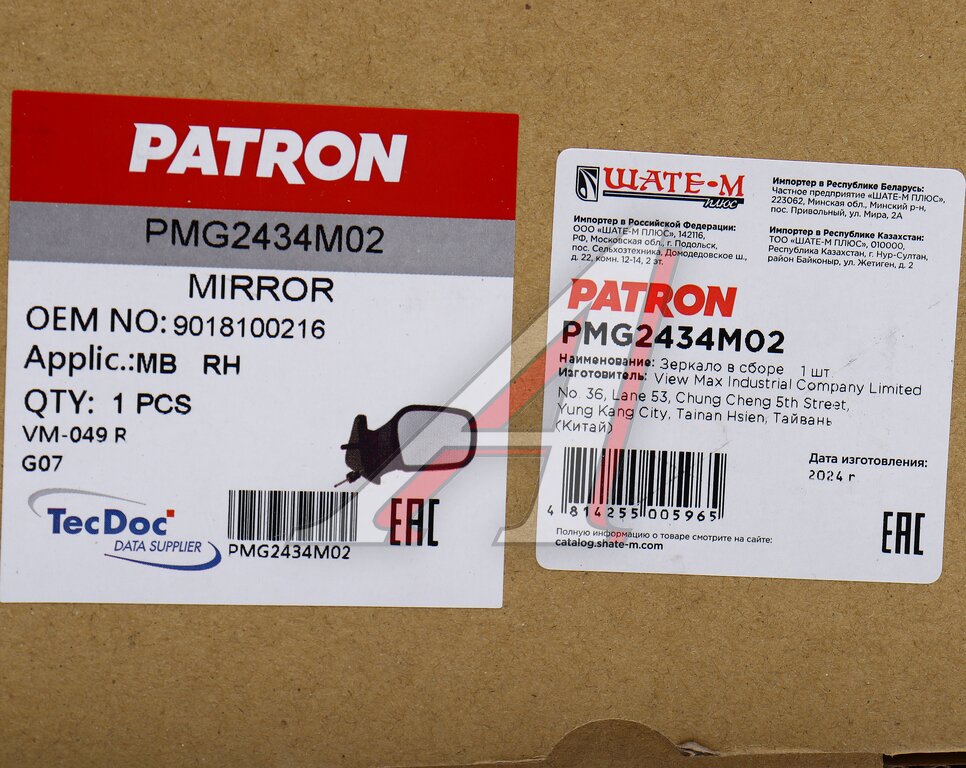 PATRON
PMG2434M02
MIRROR
OEM NO: 9018100216
Applic.:MB RH
QTY: 1 PCS
VM-049 R
G07
TecDoc
DATA SUPPLIER
PMG2434M02
EAC
ШАТЕ-М
плюс
Импортер в Российской Федерации:
ООО «ШАТЕ-М ПЛЮС», 142116,
РФ, Московская обл., г. Подольск,
пос. Сельхозтехника, Домодедовское ш.,
д. 22, комн. 12-14, 2 эт.
Импортер в Республике Беларусь:
Частное предприятие «ШАТЕ-М ПЛЮС»,
223062, Минская обл., Минский р-н,
пос. Привольный, ул. Мира, 2А
Импортер в Республике Казахстан:
ТОО «ШАТЕ-М ПЛЮС», 010000,
Республика Казахстан, г. Нур-Султан,
район Байконыр, ул. Жетиген, д. 2
PATRON
PMG2434M02
Наименование: Зеркало в сборе 1 шт.
Изготовитель: View Max Industrial Company Limited
No. 36, Lane 53, Chung Cheng 5th Street,
Yung Kang City, Tainan Hsien, Тайвань
(Китай)
Дата изготовления:
2024 г
4 814255 005965
Полную информацию о товаре смотрите на сайте:
catalog.shate-m.com
EAC